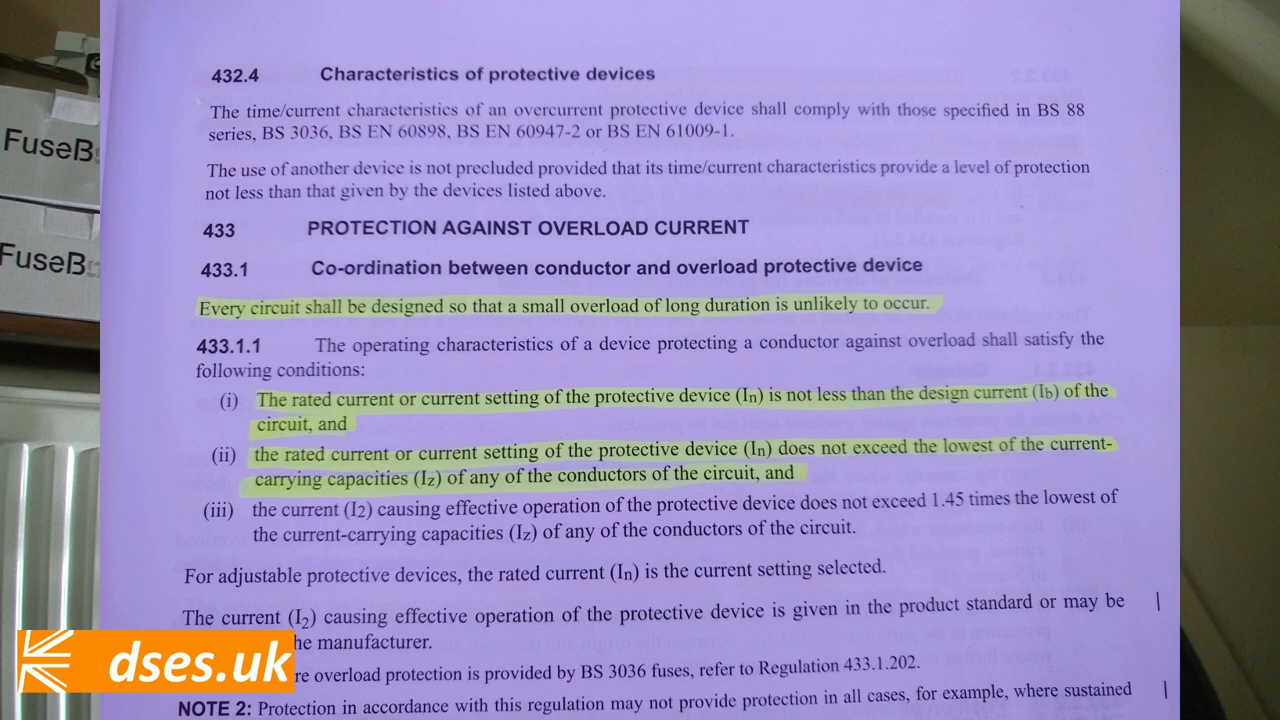 432.4 Characteristics of protective devices
The time/current characteristics of an overcurrent protective device shall comply with those specified in BS 88
series, BS 3036, BS EN 60898, BS EN 60947-2 or BS EN 61009-1.
The use of another device is not precluded provided that its time/current characteristics provide a level of protection
not less than that given by the devices listed above.
433 PROTECTION AGAINST OVERLOAD CURRENT
433.1 Co-ordination between conductor and overload protective device
Every circuit shall be designed so that a small overload of long duration is unlikely to occur.
433.1.1 The operating characteristics of a device protecting a conductor against overload shall satisfy the
following conditions:
(i) The rated current or current setting of the protective device (In) is not less than the design current (Ib) of the
circuit, and
(ii) the rated current or current setting of the protective device (In) does not exceed the lowest of the current-
carrying capacities (Iz) of any of the conductors of the circuit, and
(iii) the current (I2) causing effective operation of the protective device does not exceed 1.45 times the lowest of
the current-carrying capacities (Iz) of any of the conductors of the circuit.
For adjustable protective devices, the rated current (In) is the current setting selected.
The current (I2) causing effective operation of the protective device is given in the product standard or may be
he manufacturer.
re overload protection is provided by BS 3036 fuses, refer to Regulation 433.1.202.
NOTE 2: Protection in accordance with this regulation may not provide protection in all cases, for example, where sustained
FuseB
FuseB
dses.uk